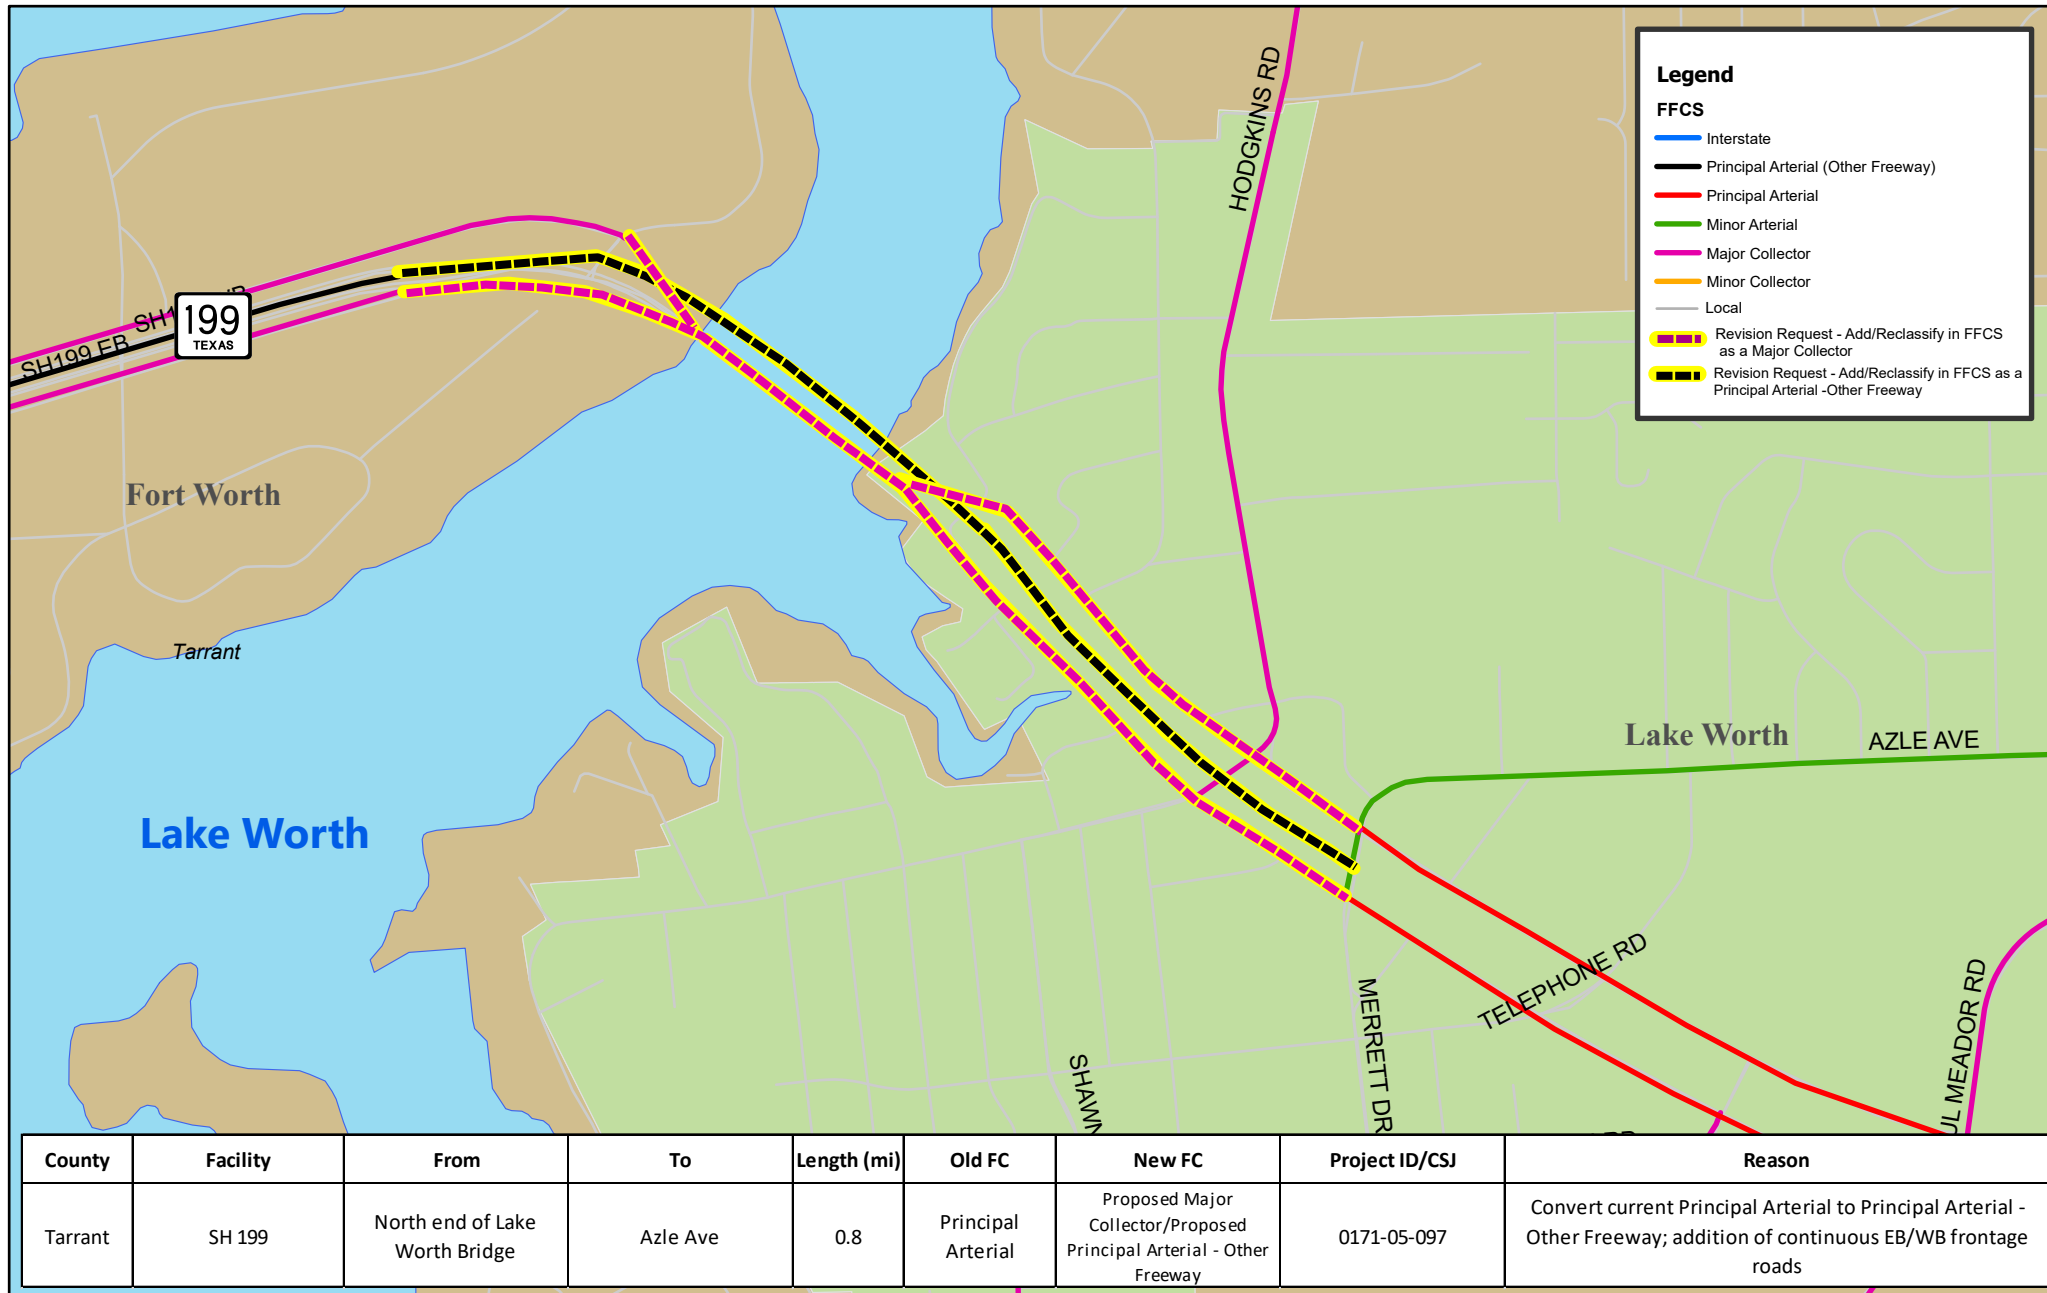 HODGKINS RD
Legend
FFCS
Interstate
Principal Arterial (Other Freeway)
Principal Arterial
Minor Arterial
Major Collector
Minor Collector
Local
Revision Request - Add/Reclassify in FFCS
as a Major Collector
Revision Request - Add/Reclassify in FFCS as a
Principal Arterial -Other Freeway
199
TEXAS
SH199 EB
Fort Worth
Tarrant
Lake Worth
AZLE AVE
Lake Worth
TELEPHONE RD
MERRETT DR
UL MEADOR RD
SHAWN
County
Facility
From
To
Length (mi)
Old FC
New FC
Project ID/CSJ
Reason
Tarrant
SH 199
North end of Lake
Worth Bridge
Azle Ave
0.8
Principal
Arterial
Proposed Major
Collector/Proposed
Principal Arterial - Other
Freeway
0171-05-097
Convert current Principal Arterial to Principal Arterial -
Other Freeway; addition of continuous EB/WB frontage
roads